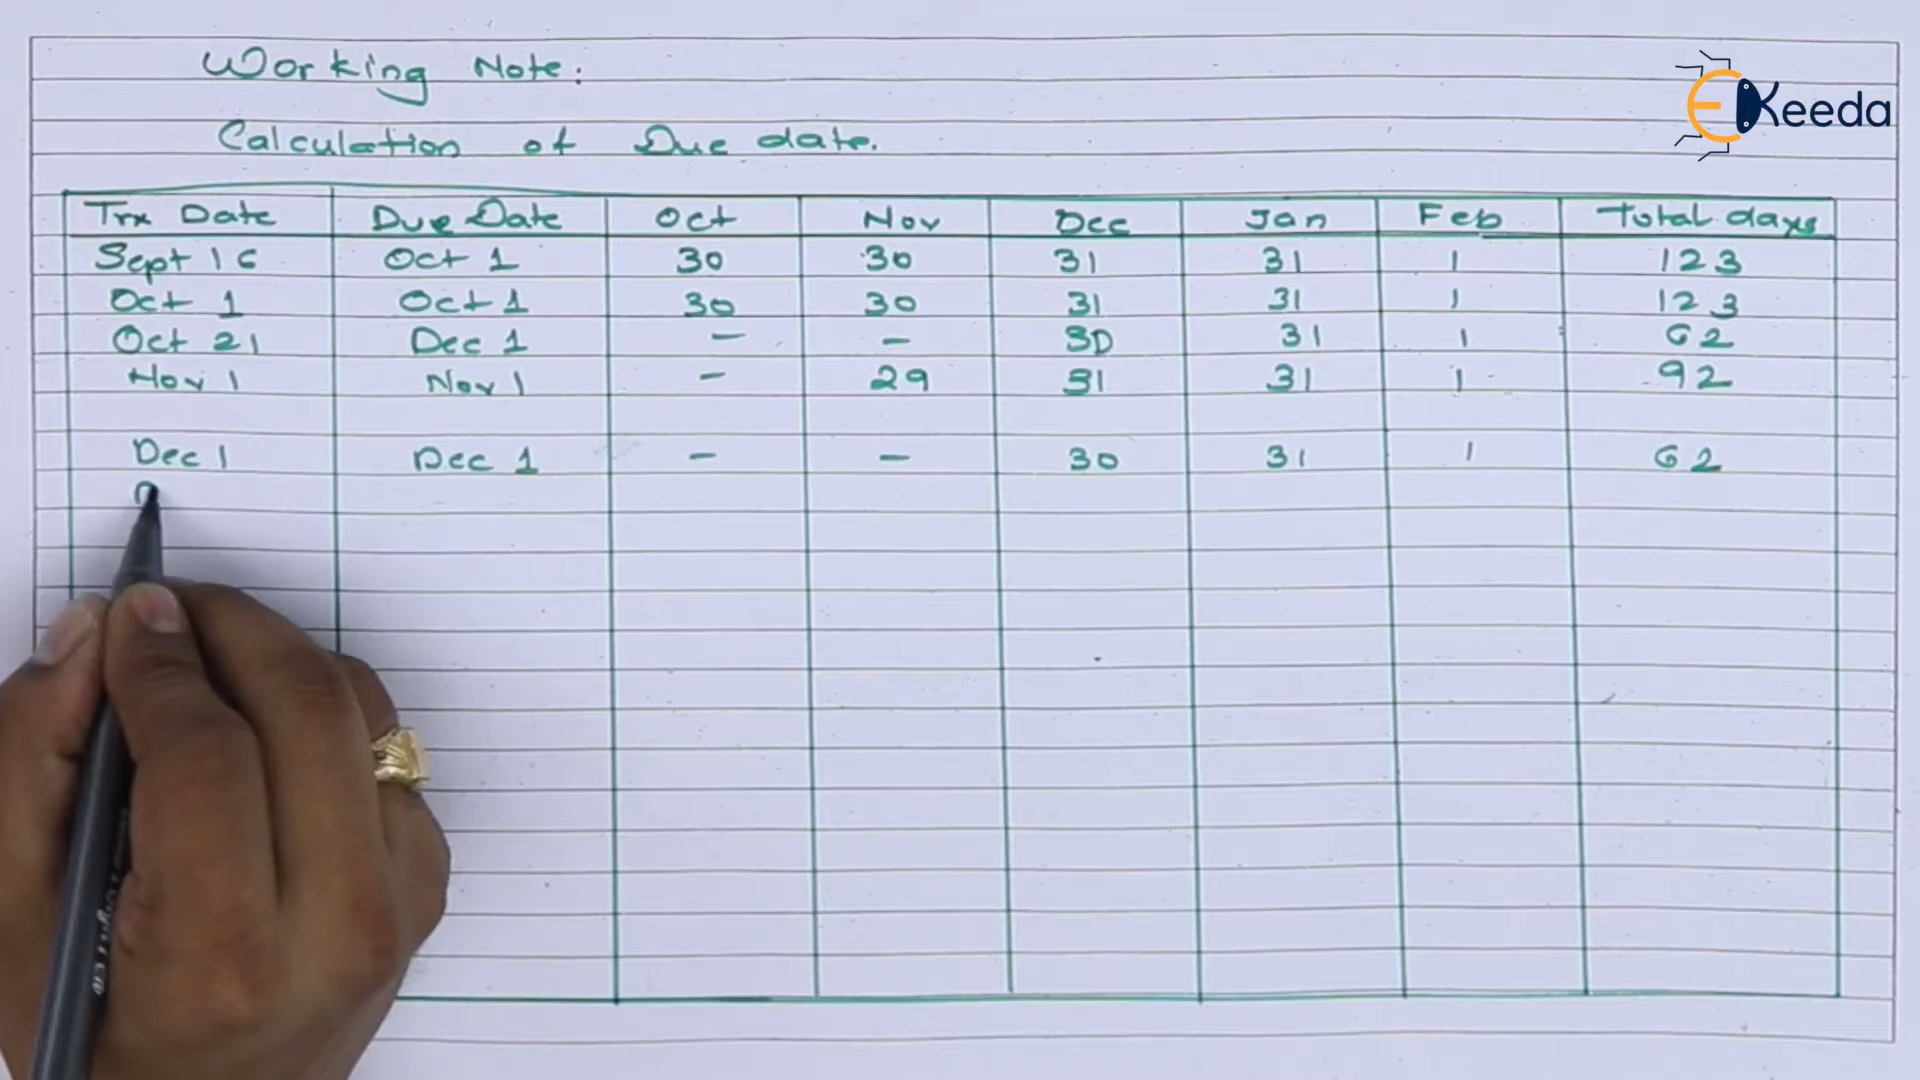 EKeeda
Working Note:
Calculation of Due date.
Trx Date Due Date Oct Nov Dec Jan Feb Total days
Sept 16 Oct 1 30 30 31 31 1 123
Oct 1 Oct 1 30 30 31 31 1 123
Oct 21 Dec 1 - - 30 31 1 62
Nov 1 Nov 1 - 29 31 31 1 92
Dec 1 Dec 1 - - 30 31 1 62